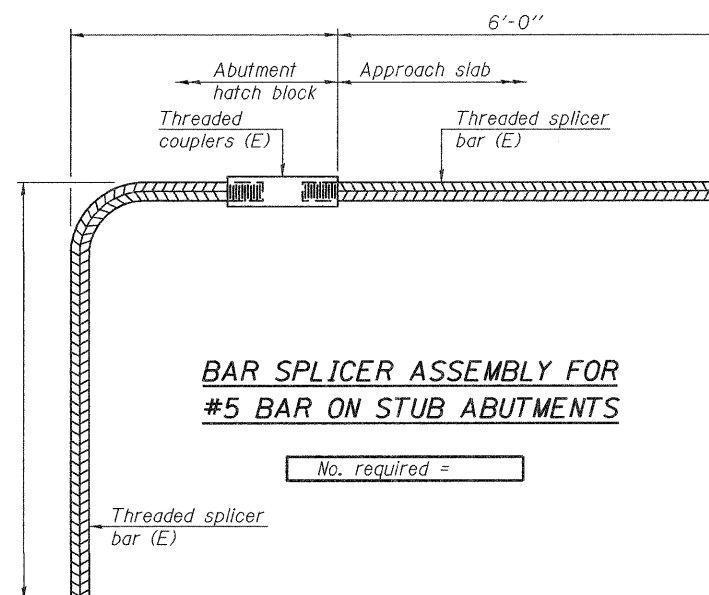 6'-0"
Abutment
hatch block
Approach slab
Threaded
couplers (E)
Threaded splicer
bar (E)
BAR SPLICER ASSEMBLY FOR
#5 BAR ON STUB ABUTMENTS
No. required =
Threaded splicer
bar (E)